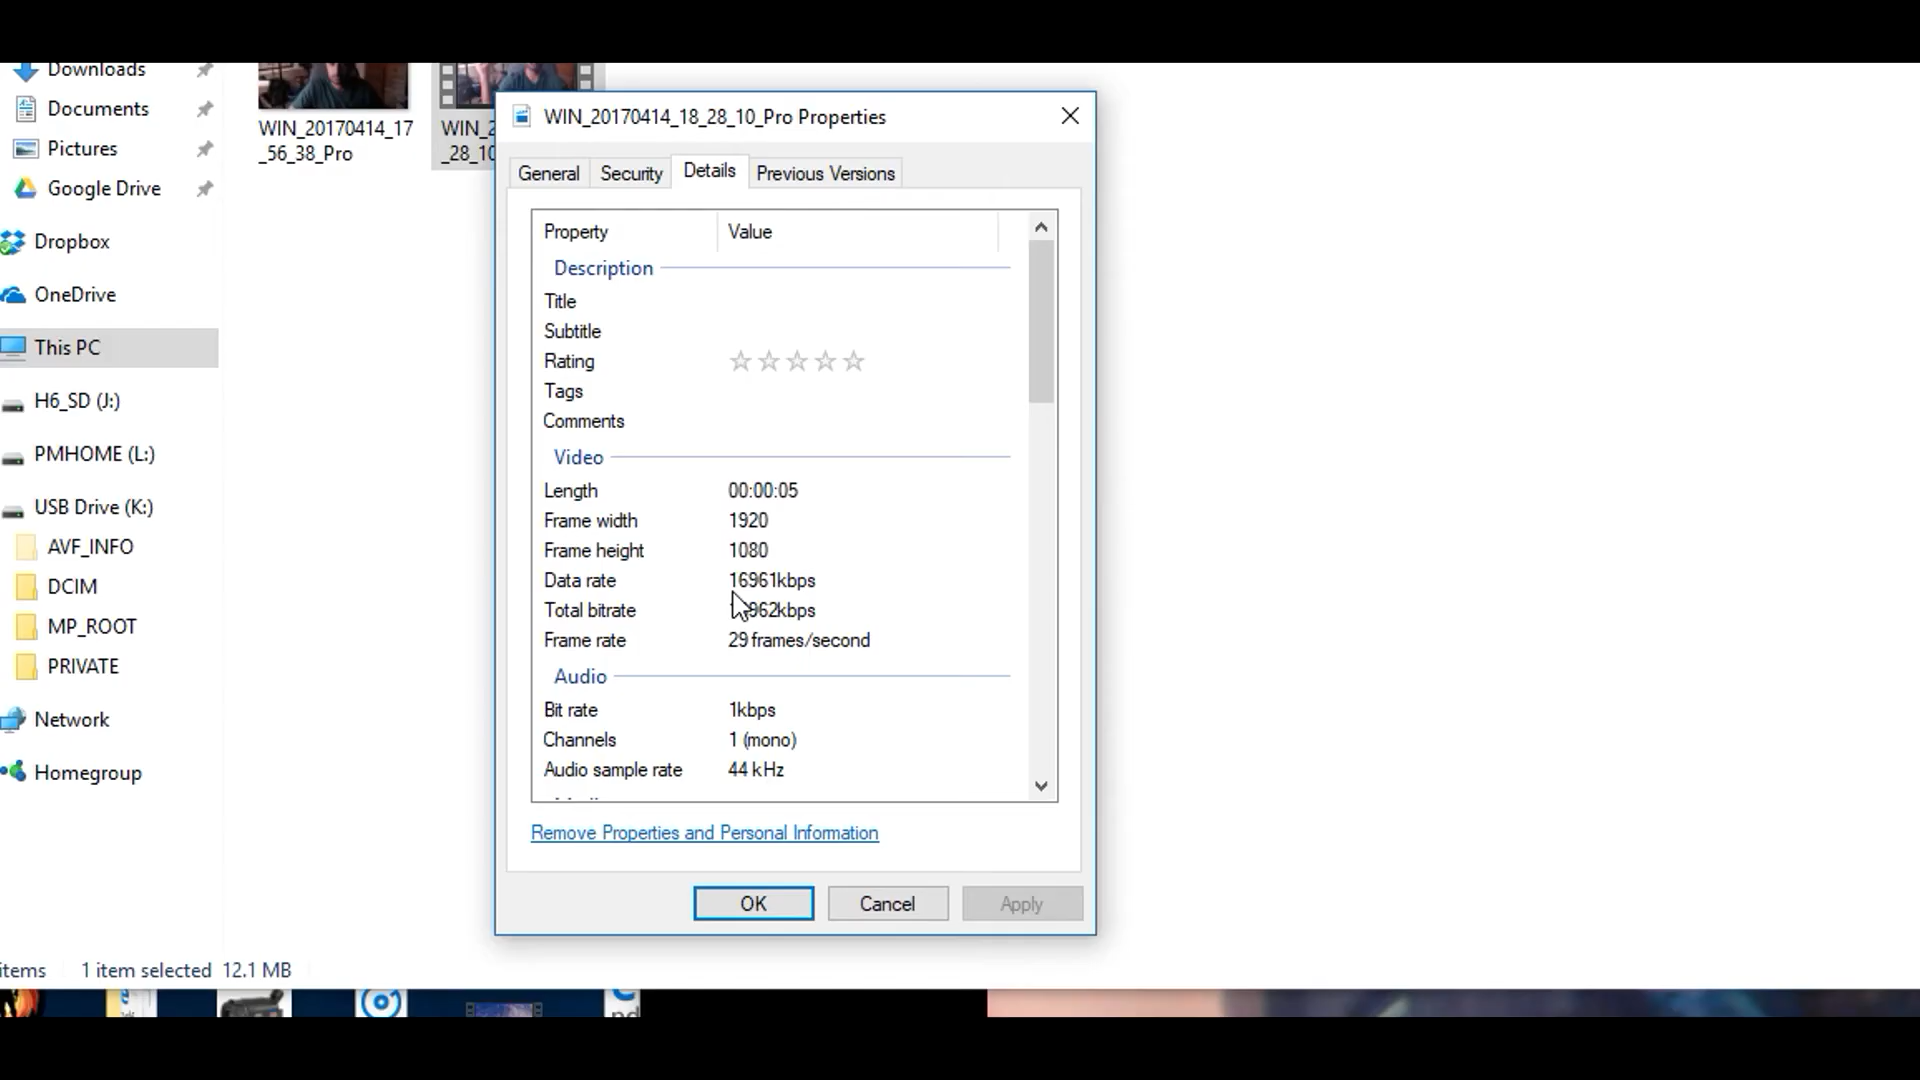 Downloads
Documents
Pictures
Google Drive
Dropbox
OneDrive
This PC
H6_SD (J:)
PMHOME (L:)
USB Drive (K:)
AVF_INFO
DCIM
MP_ROOT
PRIVATE
Network
Homegroup
WIN_20170414_17
_56_38_Pro
WIN_2
_28_10
WIN_20170414_18_28_10_Pro Properties
General Security Details Previous Versions
Property Value
Description
Title
Subtitle
Rating
Tags
Comments
Video
Length 00:00:05
Frame width 1920
Frame height 1080
Data rate 16961kbps
Total bitrate 962kbps
Frame rate 29 frames/second
Audio
Bit rate 1kbps
Channels 1 (mono)
Audio sample rate 44 kHz
Remove Properties and Personal Information
OK Cancel Apply
items 1 item selected 12.1 MB